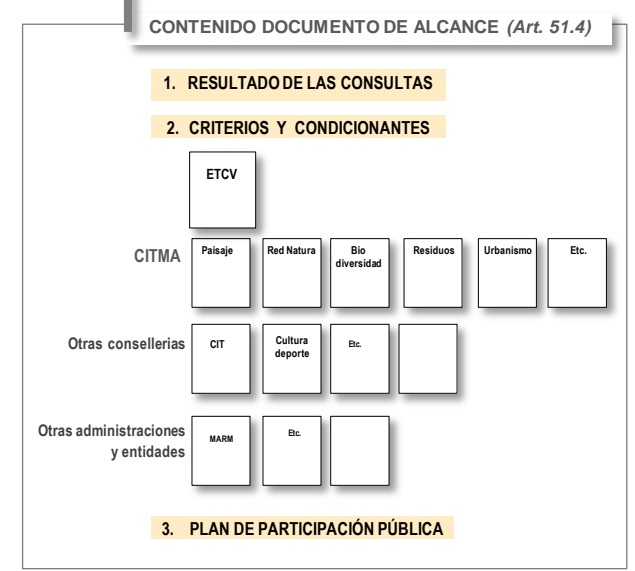 CONTENIDO DOCUMENTO DE ALCANCE (Art. 51.4)
1. RESULTADO DE LAS CONSULTAS
2. CRITERIOS Y CONDICIONANTES
ETCV
CITMA
Paisaje
Red Natura
Bio
diversidad
Residuos
Urbanismo
Etc.
Otras consellerias
CIT
Cultura
deporte
Etc.
Otras administraciones
y entidades
MARM
Etc.
3. PLAN DE PARTICIPACIÓN PÚBLICA